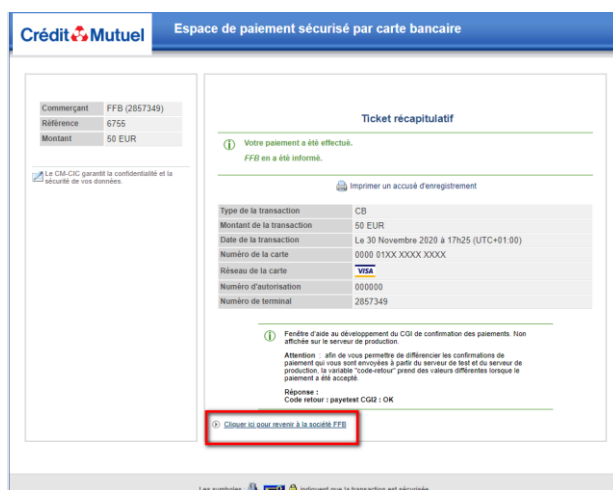 Crédit Mutuel
Espace de paiement sécurisé par carte bancaire
Commerçant FFB (2857349)
Référence 6755
Montant 50 EUR
Le CM-CIC garantit la confidentialité et la
sécurité de vos données.
Ticket récapitulatif
Votre paiement a été effectué.
FFB en a été informé.
Imprimer un accusé d'enregistrement
Type de la transaction CB
Montant de la transaction 50 EUR
Date de la transaction Le 30 Novembre 2020 à 17h25 (UTC+01:00)
Numéro de la carte 0000 01XX XXXX XXXX
Réseau de la carte VISA
Numéro d'autorisation 000000
Numéro de terminal 2857349
Fenêtre d'aide au développement du CGI de confirmation des paiements. Non
affichée sur le serveur de production.
Attention : afin de vous permettre de différencier les confirmations de
paiement qui vous sont envoyées à partir du serveur de test et du serveur de
production, la variable "code-retour" prend des valeurs différentes lorsque le
paiement a été accepté.
Réponse :
Code retour : payetest CGI2 : OK
Cliquer ici pour revenir à la société FFB
Les symboles indiquent que la transaction est sécurisée